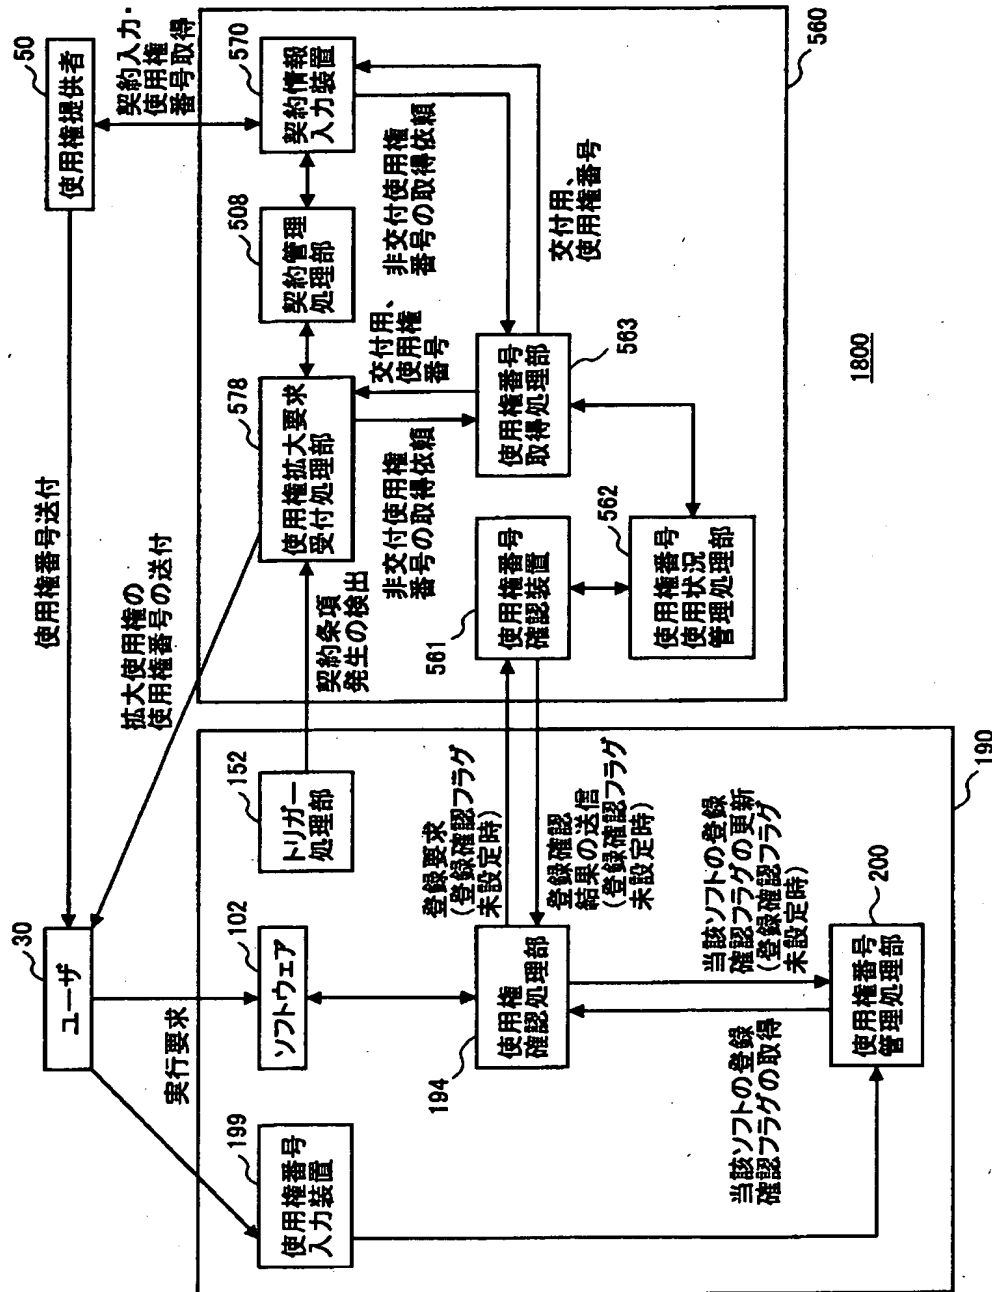 50
使用権提供者
契約入力・
使用権
番号取得
使用権番号送付
30
ユーザ
拡大使用権の
使用権番号の送付
実行要求
570
契約情報
入力装置
508
契約管理
処理部
578
使用権拡大要求
受付処理部
非交付使用権
番号の取得依頼
交付用、
使用権番号
交付用、
使用権
番号
非交付使用権
番号の取得依頼
563
使用権番号
取得処理部
561
使用権番号
確認装置
562
使用権番号
使用状況
管理処理部
560
1800
契約条項
発生の検出
152
トリガー
処理部
102
ソフトウェア
199
使用権番号
入力装置
登録要求
(登録確認フラグ
未設定時)
登録確認
結果の送信
(登録確認フラグ
未設定時)
194
使用権
確認処理部
当該ソフトの登録
確認フラグの更新
(登録確認フラグ
未設定時)
当該ソフトの登録
確認フラグの取得
200
使用権番号
管理処理部
190